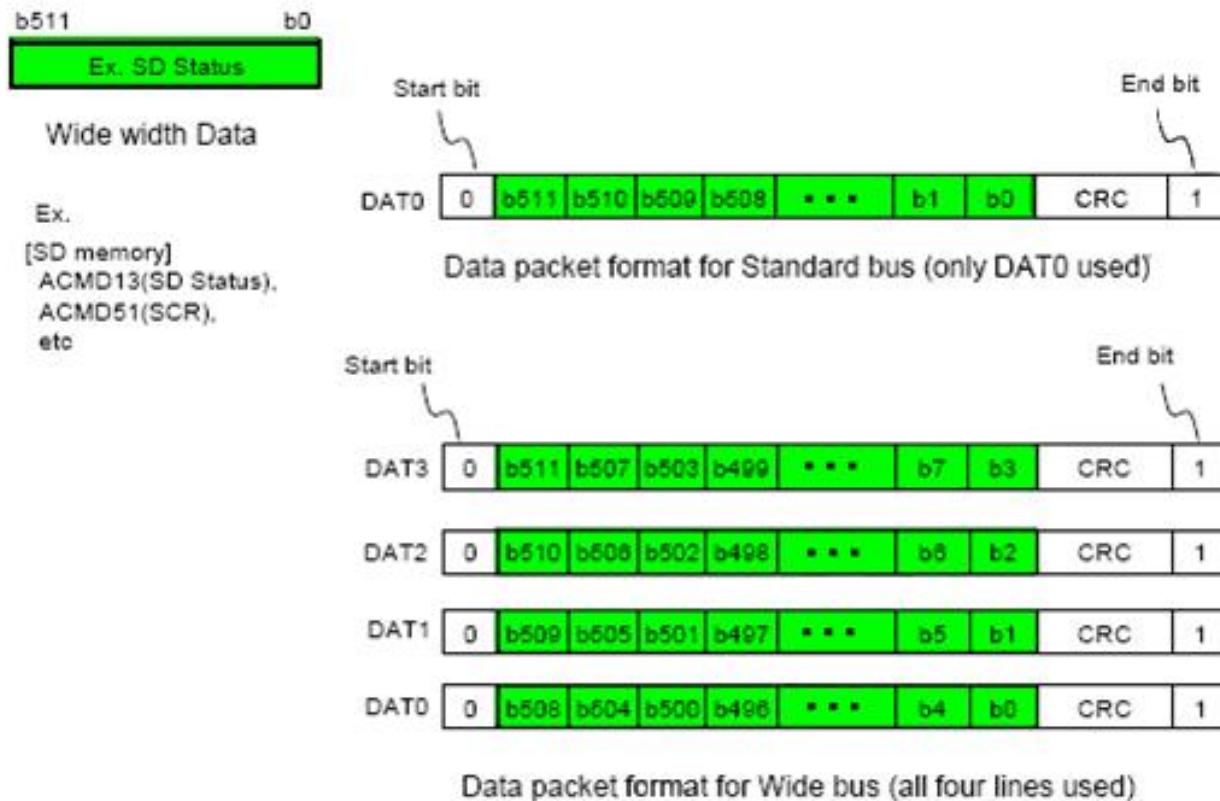 b511 b0
Ex. SD Status
Wide width Data
Ex.
[SD memory]
ACMD13(SD Status),
ACMD51(SCR),
etc
Start bit End bit
DAT0 0 b511 b510 b509 b508 ▪ ▪ ▪ b1 b0 CRC 1
Data packet format for Standard bus (only DAT0 used)
Start bit End bit
DAT3 0 b511 b507 b503 b499 ▪ ▪ ▪ b7 b3 CRC 1
DAT2 0 b510 b506 b502 b498 ▪ ▪ ▪ b6 b2 CRC 1
DAT1 0 b509 b505 b501 b497 ▪ ▪ ▪ b5 b1 CRC 1
DAT0 0 b508 b504 b500 b496 ▪ ▪ ▪ b4 b0 CRC 1
Data packet format for Wide bus (all four lines used)